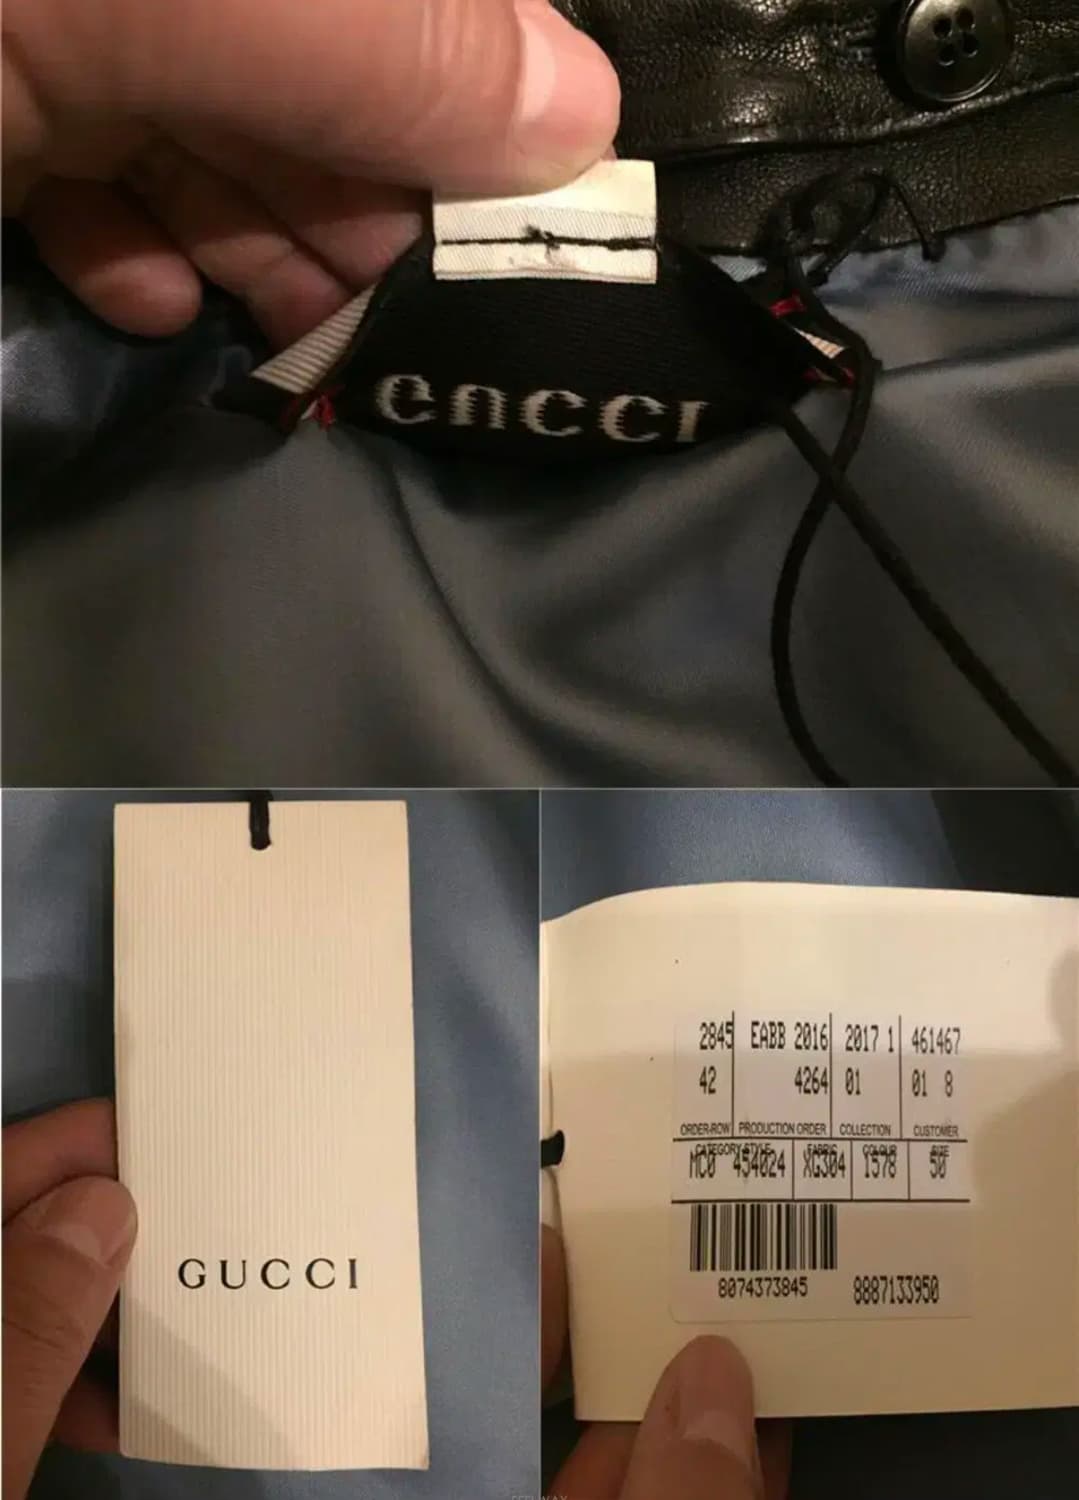 GUCCI
GUCCI
2845 EABB 2016 2017 1 461467
42 4264 01 01 8
ORDER-ROW PRODUCTION ORDER COLLECTION CUSTOMER
CATEGORY STYLE FABRIC COLOUR SIZE
MC0 454024 XG304 1578 50
8074373845 8887133950